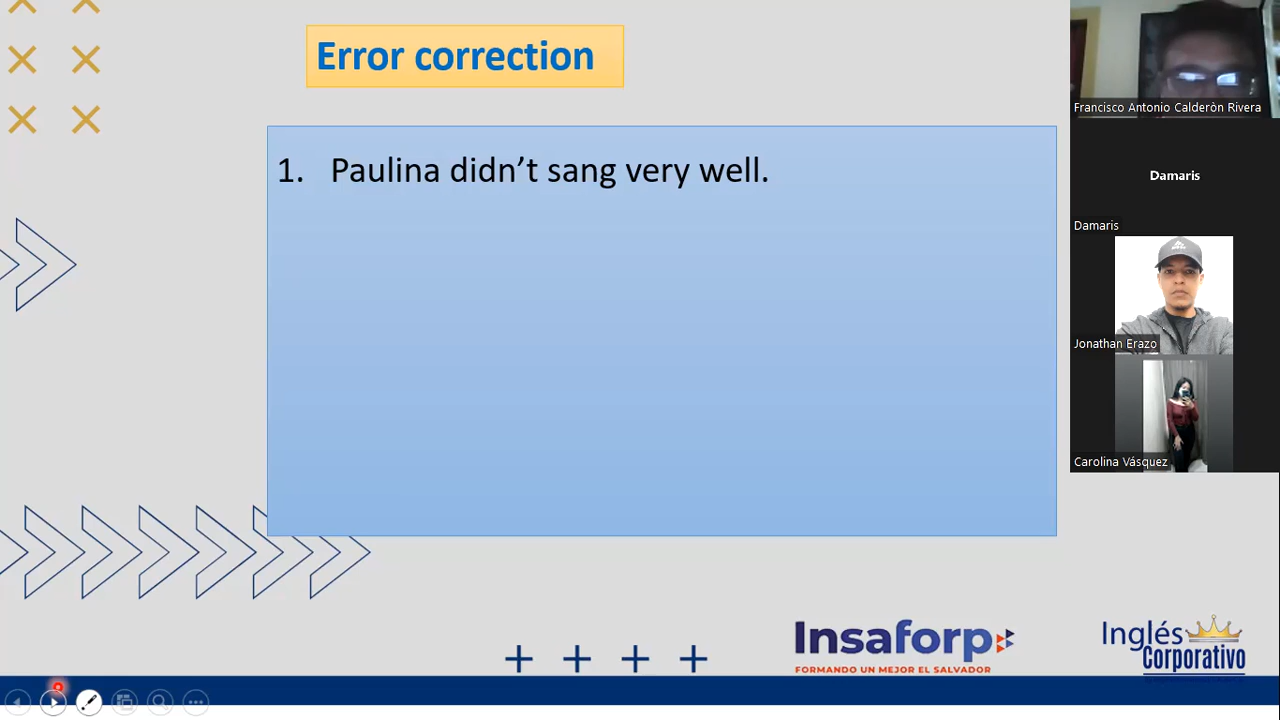 Error correction
1. Paulina didn’t sang very well.
Francisco Antonio Calderòn Rivera
Damaris
Damaris
Jonathan Erazo
Carolina Vásquez
Insaforp
FORMANDO UN MEJOR EL SALVADOR
Inglés
Corporativo